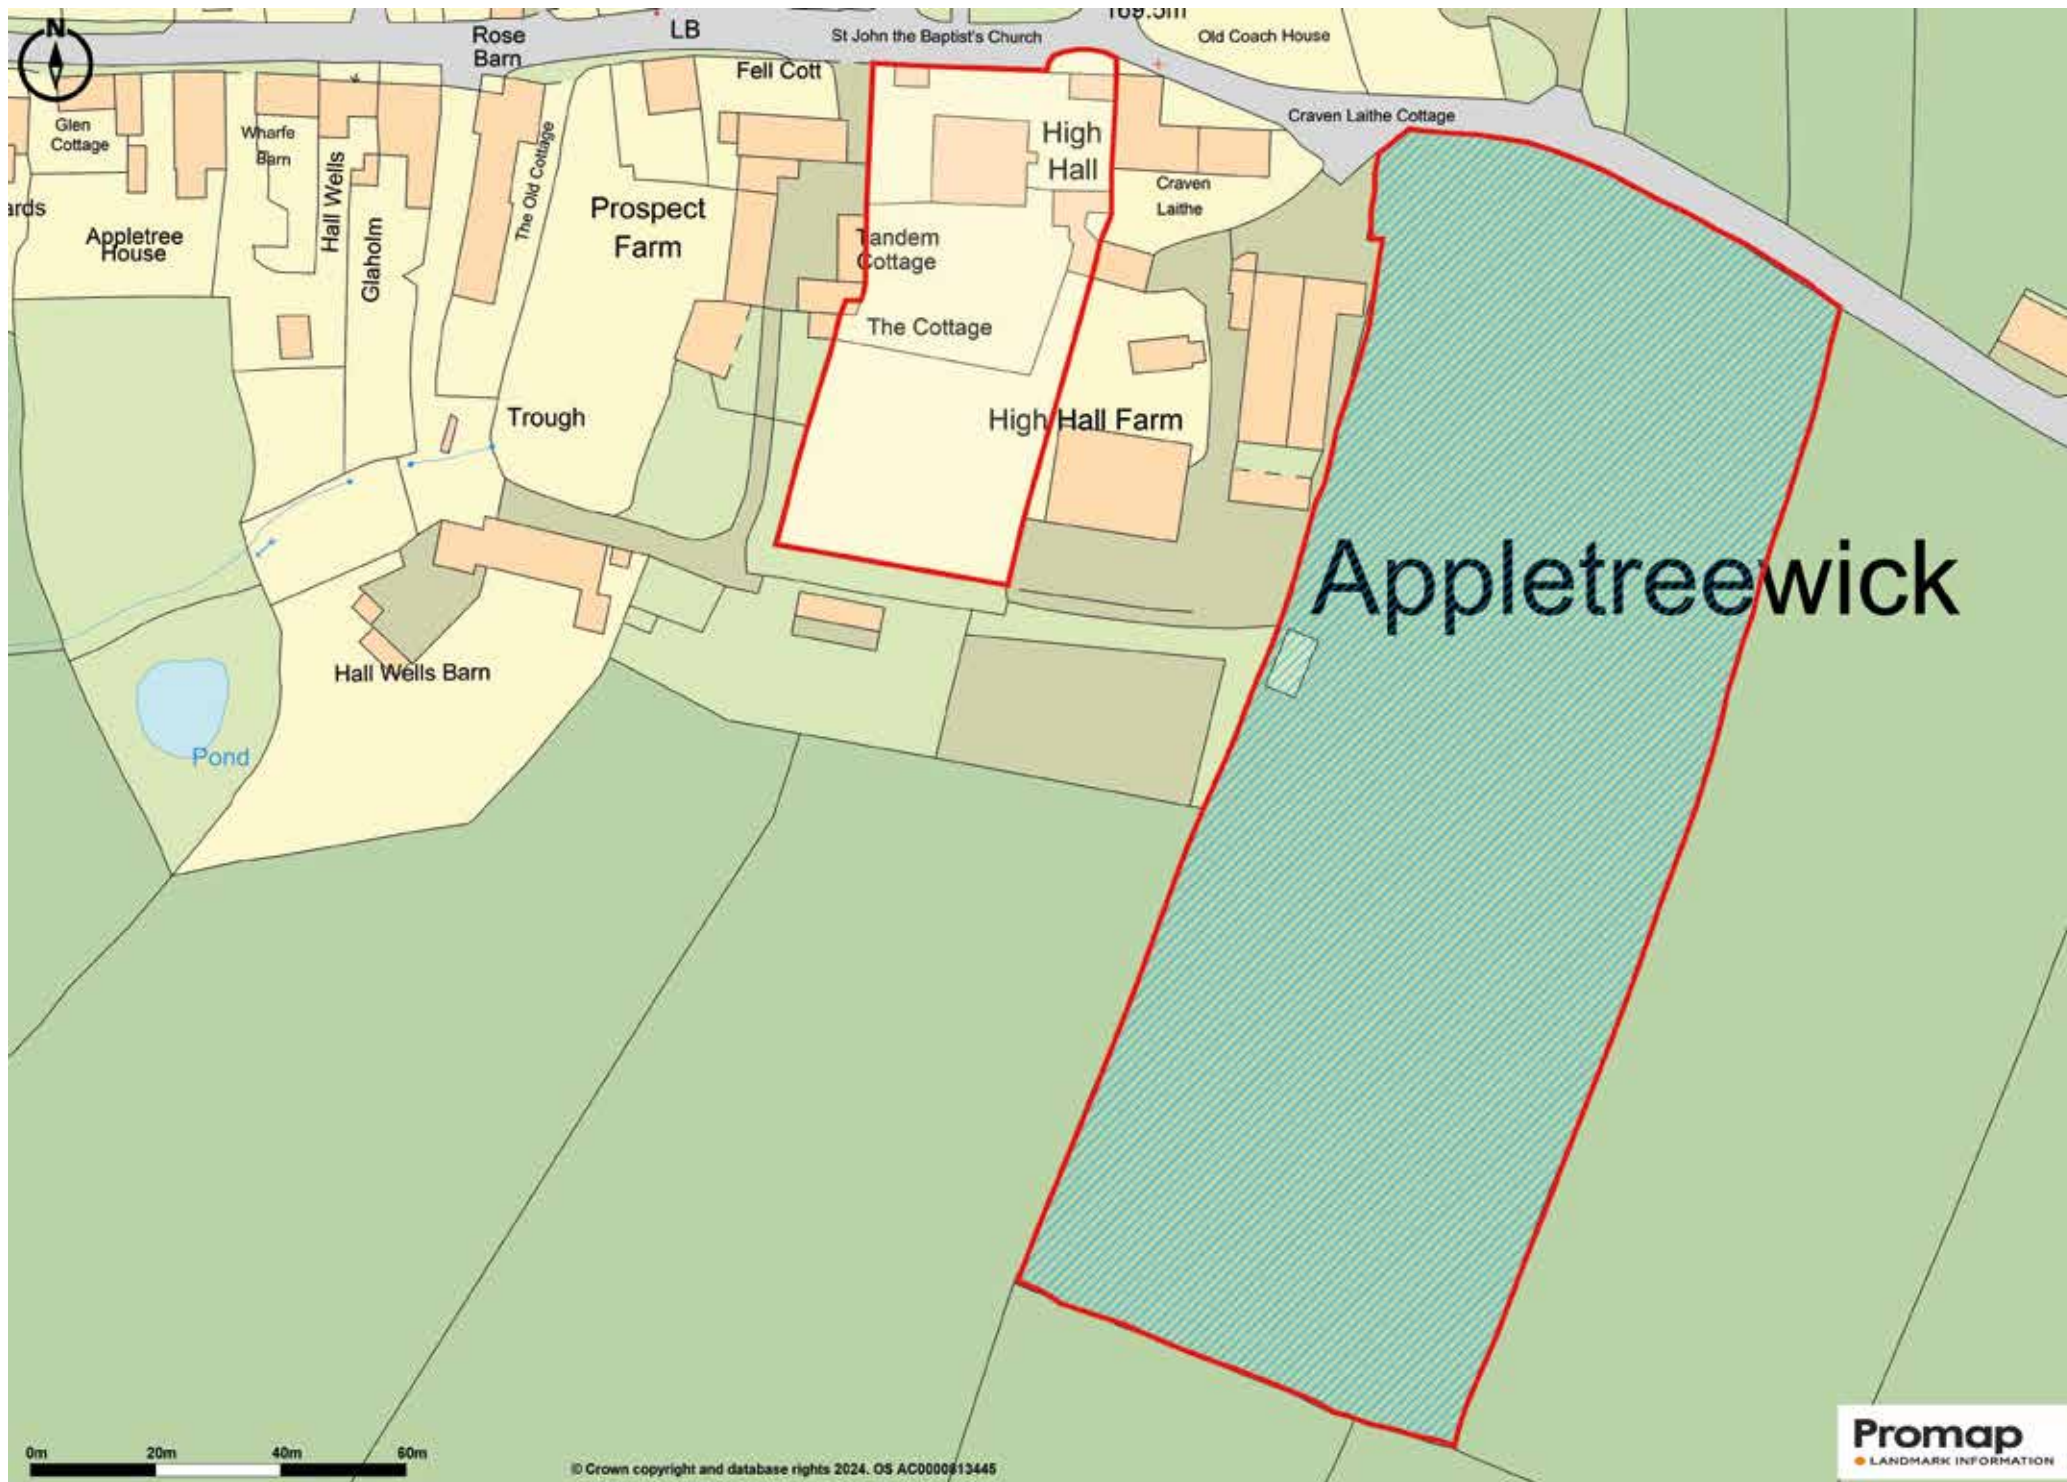 N
Rose
Barn
LB
St John the Baptist's Church
169.5m
Old Coach House
Fell Cott
Glen
Cottage
Wharfe
Barn
Hall Wells
The Old Cottage
High
Hall
Craven Laithe Cottage
Craven
Laithe
ards
Appletree
House
Glaholm
Prospect
Farm
Tandem
Cottage
The Cottage
Trough
High Hall Farm
Appletreewick
Hall Wells Barn
Pond
0m 20m 40m 60m
© Crown copyright and database rights 2024. OS AC0000813445
Promap
LANDMARK INFORMATION